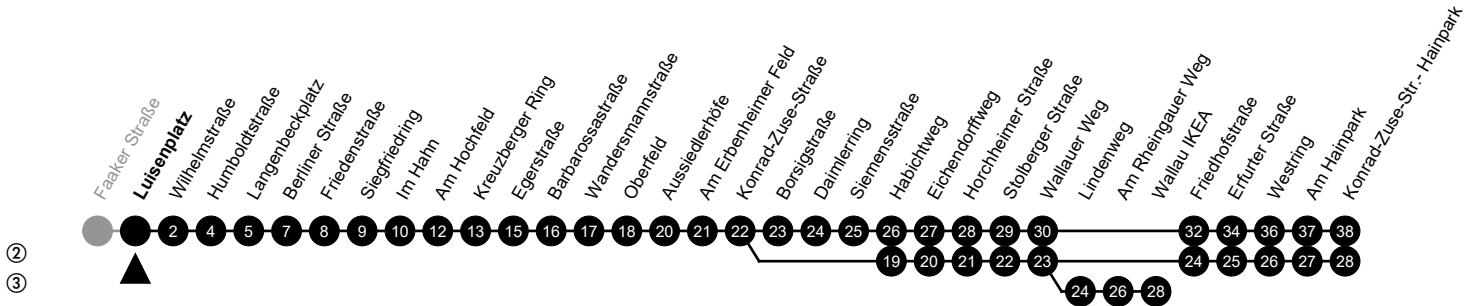 Faaker Straße
Luisenplatz
Wilhelmstraße
Humboldtstraße
Langenbeckplatz
Berliner Straße
Friedenstraße
Siegfriedring
Im Hahn
Am Hochfeld
Kreuzberger Ring
Egerstraße
Barbarossastraße
Wandersmannstraße
Oberfeld
Aussiedlerhöfe
Am Erbenheimer Feld
Konrad-Zuse-Straße
Borsigstraße
Daimlerring
Siemensstraße
Habichtweg
Eichendorffweg
Horchheimer Straße
Stolberger Straße
Wallauer Weg
Lindenweg
Am Rheingauer Weg
Wallau IKEA
Friedhofstraße
Erfurter Straße
Westring
Am Hainpark
Konrad-Zuse-Str.- Hainpark
2 4 5 7 8 9 10 12 13 15 16 17 18 20 21 22 23 24 25 26 27 28 29 30 32 34 36 37 38
② 19 20 21 22 23 24 25 26 27 28
③ 24 26 28